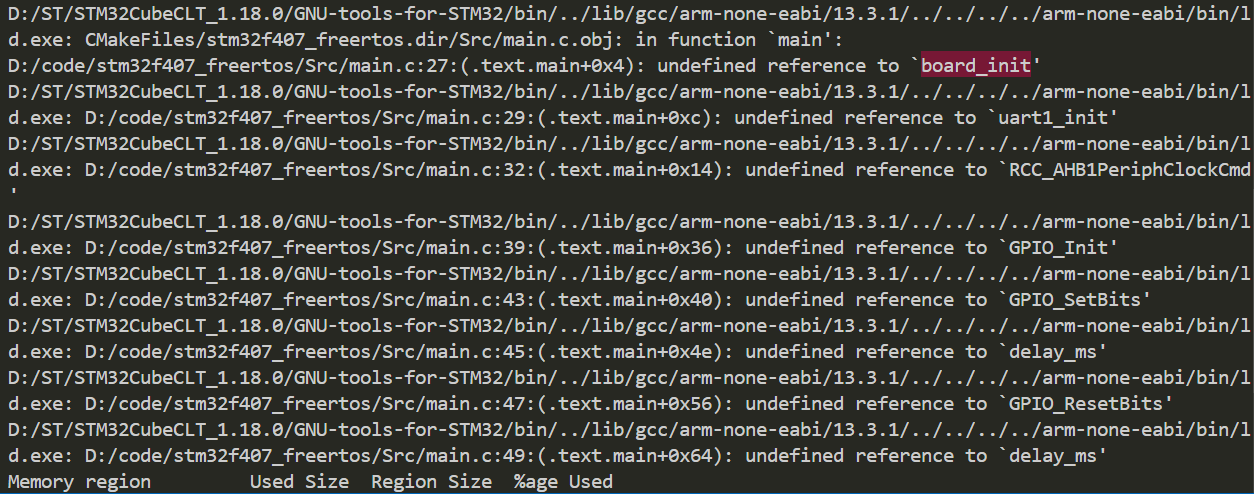 D:/ST/STM32CubeCLT_1.18.0/GNU-tools-for-STM32/bin/../lib/gcc/arm-none-eabi/13.3.1/../../../../arm-none-eabi/bin/l
d.exe: CMakeFiles/stm32f407_freertos.dir/Src/main.c.obj: in function `main':
D:/code/stm32f407_freertos/Src/main.c:27:(.text.main+0x4): undefined reference to `board_init'
D:/ST/STM32CubeCLT_1.18.0/GNU-tools-for-STM32/bin/../lib/gcc/arm-none-eabi/13.3.1/../../../../arm-none-eabi/bin/l
d.exe: D:/code/stm32f407_freertos/Src/main.c:29:(.text.main+0xc): undefined reference to `uart1_init'
D:/ST/STM32CubeCLT_1.18.0/GNU-tools-for-STM32/bin/../lib/gcc/arm-none-eabi/13.3.1/../../../../arm-none-eabi/bin/l
d.exe: D:/code/stm32f407_freertos/Src/main.c:32:(.text.main+0x14): undefined reference to `RCC_AHB1PeriphClockCmd
'
D:/ST/STM32CubeCLT_1.18.0/GNU-tools-for-STM32/bin/../lib/gcc/arm-none-eabi/13.3.1/../../../../arm-none-eabi/bin/l
d.exe: D:/code/stm32f407_freertos/Src/main.c:39:(.text.main+0x36): undefined reference to `GPIO_Init'
D:/ST/STM32CubeCLT_1.18.0/GNU-tools-for-STM32/bin/../lib/gcc/arm-none-eabi/13.3.1/../../../../arm-none-eabi/bin/l
d.exe: D:/code/stm32f407_freertos/Src/main.c:43:(.text.main+0x40): undefined reference to `GPIO_SetBits'
D:/ST/STM32CubeCLT_1.18.0/GNU-tools-for-STM32/bin/../lib/gcc/arm-none-eabi/13.3.1/../../../../arm-none-eabi/bin/l
d.exe: D:/code/stm32f407_freertos/Src/main.c:45:(.text.main+0x4e): undefined reference to `delay_ms'
D:/ST/STM32CubeCLT_1.18.0/GNU-tools-for-STM32/bin/../lib/gcc/arm-none-eabi/13.3.1/../../../../arm-none-eabi/bin/l
d.exe: D:/code/stm32f407_freertos/Src/main.c:47:(.text.main+0x56): undefined reference to `GPIO_ResetBits'
D:/ST/STM32CubeCLT_1.18.0/GNU-tools-for-STM32/bin/../lib/gcc/arm-none-eabi/13.3.1/../../../../arm-none-eabi/bin/l
d.exe: D:/code/stm32f407_freertos/Src/main.c:49:(.text.main+0x64): undefined reference to `delay_ms'
Memory region         Used Size  Region Size  %age Used